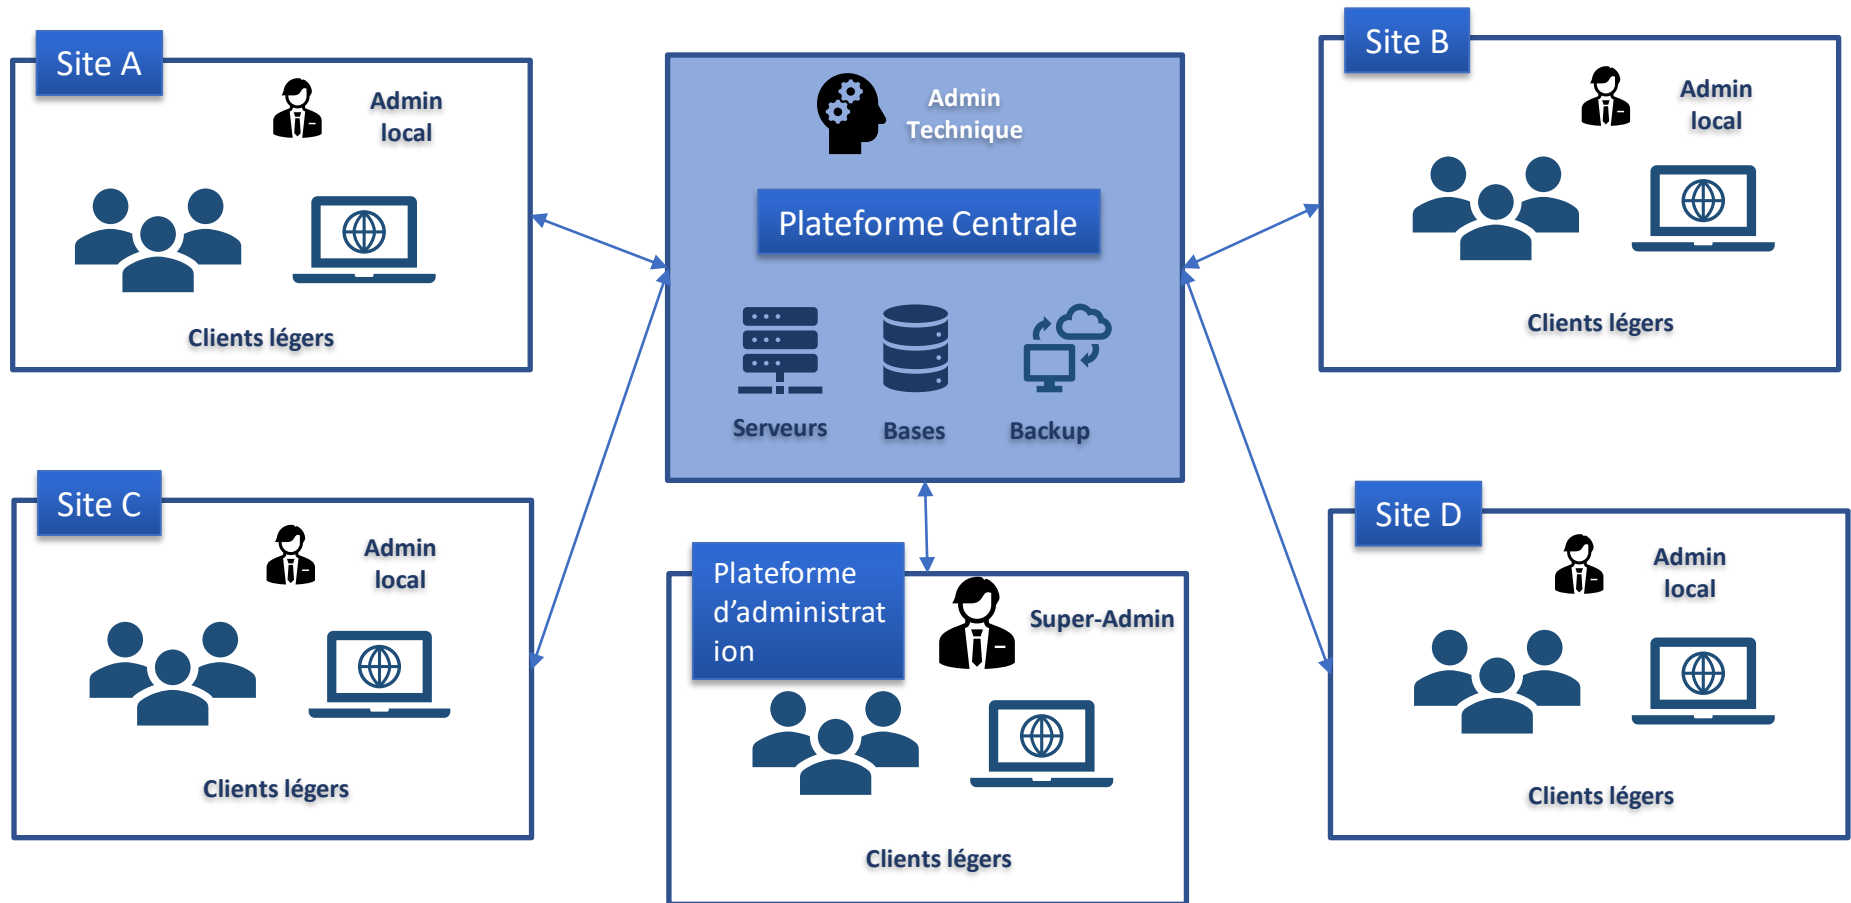 Site A
Admin
local
Clients légers
Admin
Technique
Plateforme Centrale
Serveurs
Bases
Backup
Site B
Admin
local
Clients légers
Site C
Admin
local
Clients légers
Plateforme
d’administrat
ion
Super-Admin
Clients légers
Site D
Admin
local
Clients légers